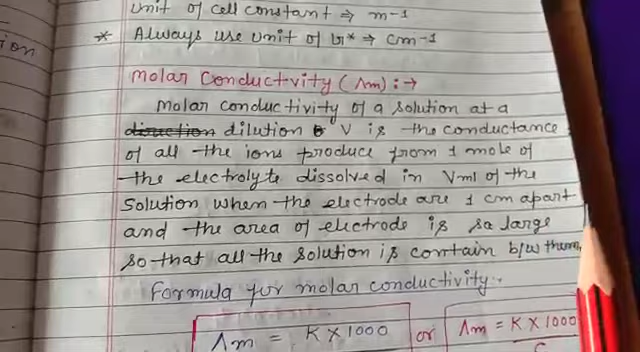 unit of cell constant ⇒ m-1
* Always use unit of G* ⇒ cm-1
ion
Molar Conductivity (Λm) :→
Molar conductivity of a solution at a
dilution V is the conductance
of all the ions produce from 1 mole of
the electrolyte dissolved in Vml of the
Solution when the electrode are 1 cm apart
and the area of electrode is so large
so that all the solution is contain b/w them,
Formula for molar conductivity.
Λm = K X 1000 or Λm = K X 1000